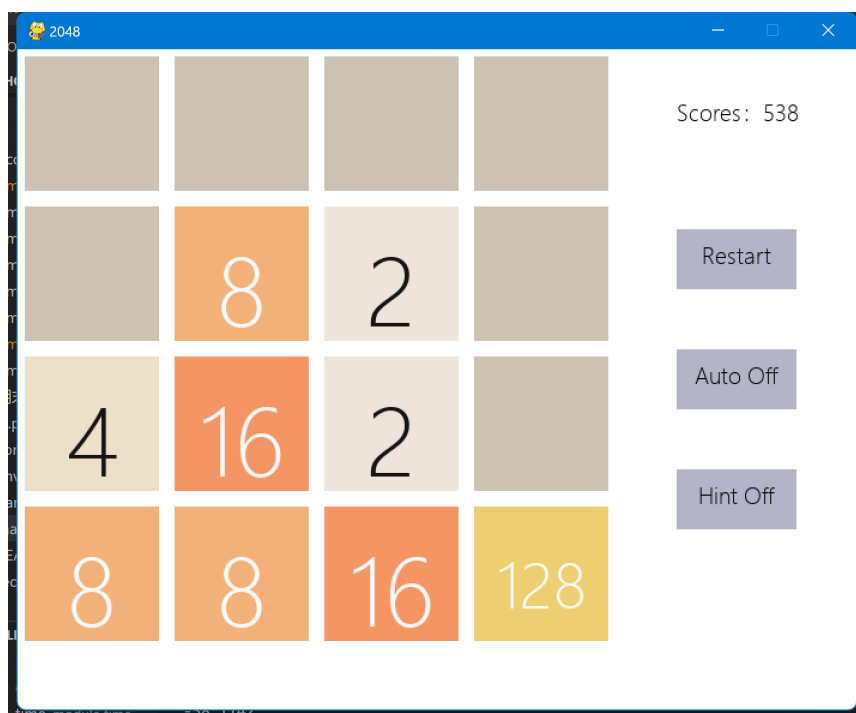 2048
Scores: 538
8 2
Restart
4 16 2
Auto Off
8 8 16 128
Hint Off